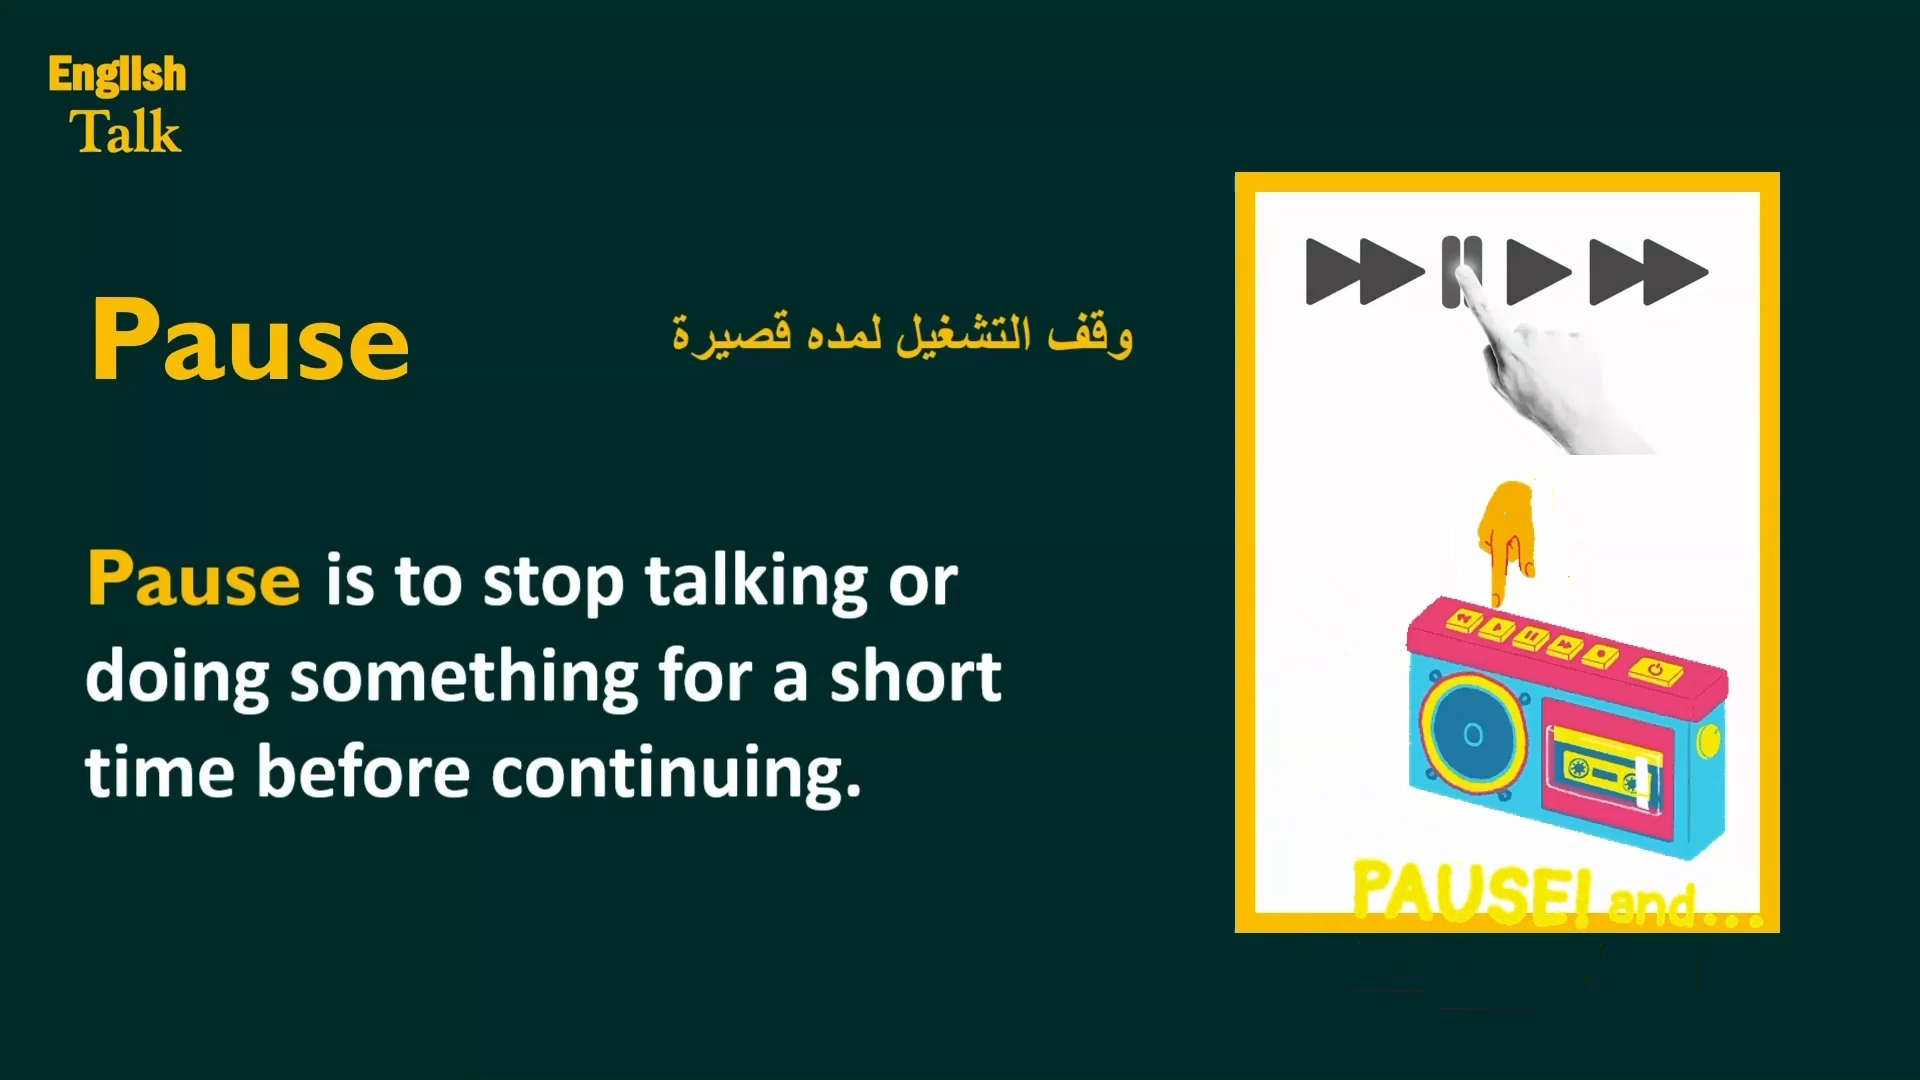 English
Talk
Pause
وقف التشغيل لمده قصيرة
Pause is to stop talking or
doing something for a short
time before continuing.
PAUSE! and...